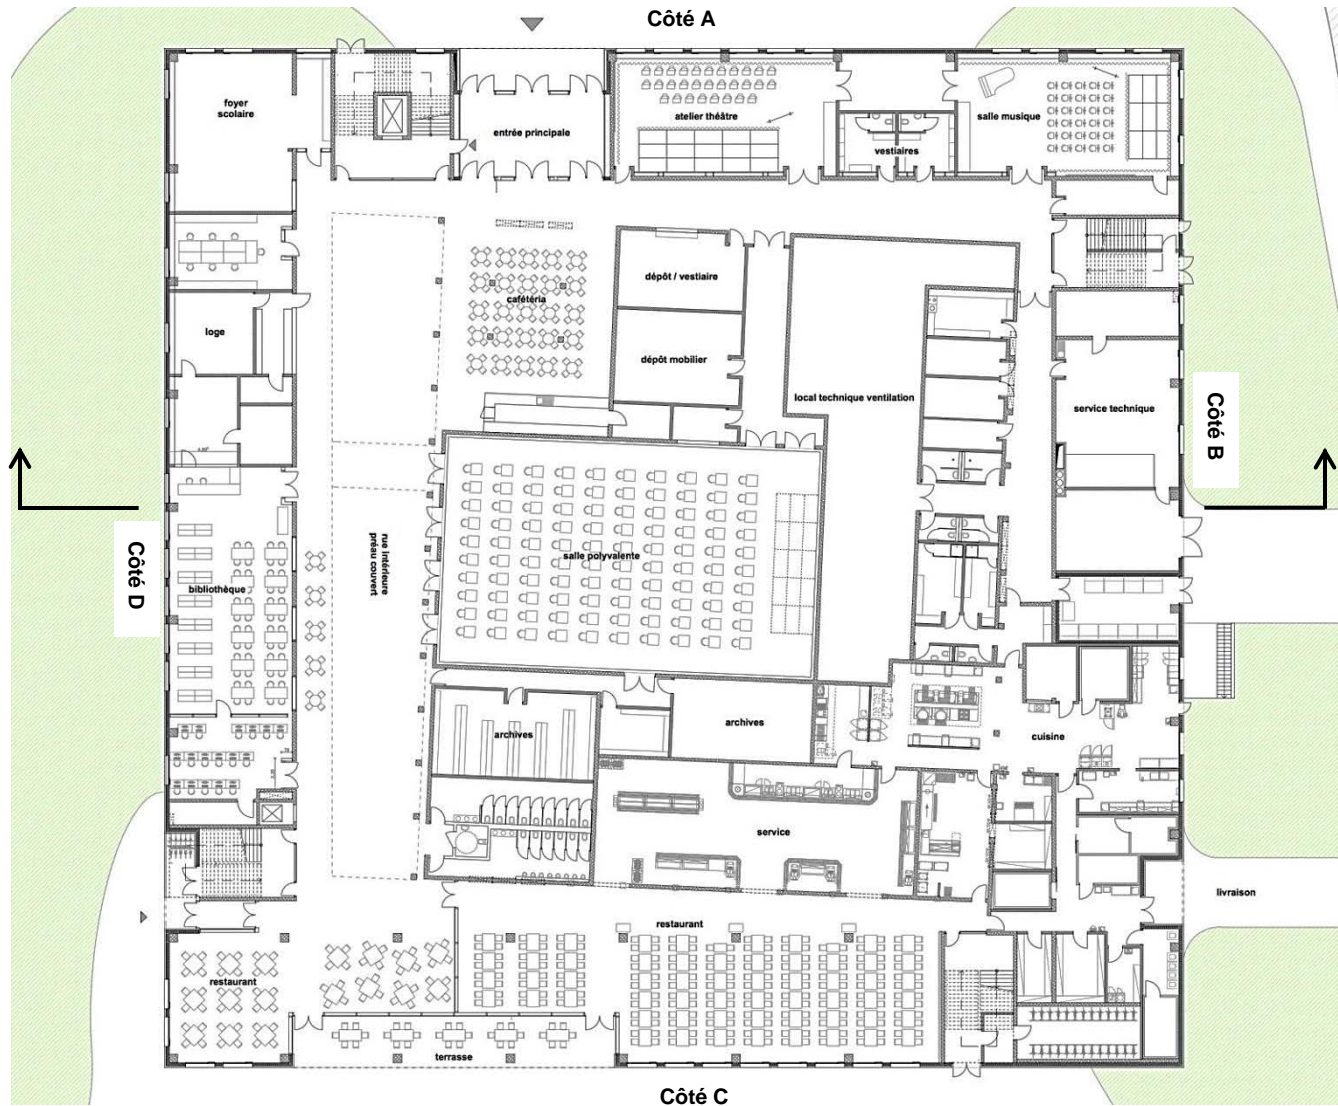 Côté A
foyer
scolaire
entrée principale
atelier théâtre
salle musique
vestiaires
dépôt / vestiaire
cafétéria
loge
dépôt mobilier
local technique ventilation
service technique
Côté B
Côté D
rue intérieure
préau couvert
salle polyvalente
bibliothèque
archives
archives
cuisine
service
livraison
restaurant
restaurant
terrasse
Côté C